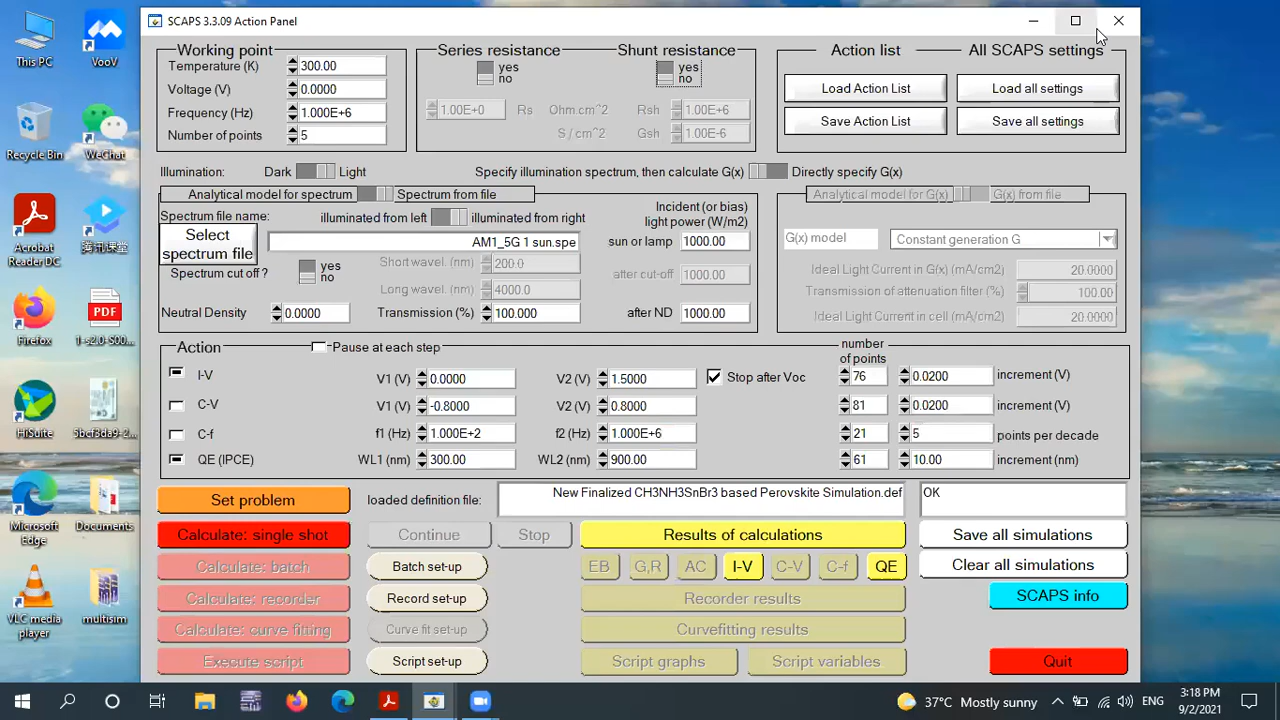 SCAPS 3.3.09 Action Panel
Working point
Temperature (K) 300.00
Voltage (V) 0.0000
Frequency (Hz) 1.000E+6
Number of points 5
Series resistance
yes
no
Shunt resistance
yes
no
1.00E+0 Rs Ohm.cm^2 Rsh 1.00E+6
S / cm^2 Gsh 1.00E-6
Action list
Load Action List
Save Action List
All SCAPS settings
Load all settings
Save all settings
Illumination: Dark Light
Specify illumination spectrum, then calculate G(x) Directly specify G(x)
Analytical model for spectrum Spectrum from file
Spectrum file name: illuminated from left illuminated from right
Incident (or bias)
light power (W/m2)
Select
spectrum file
AM1_5G 1 sun.spe
sun or lamp 1000.00
Spectrum cut off ? yes
no
Short wavel. (nm) 200.0
Long wavel. (nm) 4000.0
after cut-off 1000.00
Neutral Density 0.0000
Transmission (%) 100.000
after ND 1000.00
Analytical model for G(x) G(x) from file
G(x) model Constant generation G
Ideal Light Current in G(x) (mA/cm2) 20.0000
Transmission of attenuation filter (%) 100.00
Ideal Light Current in cell (mA/cm2) 20.0000
Action Pause at each step
number
of points
I-V V1 (V) 0.0000 V2 (V) 1.5000 Stop after Voc 76 0.0200 increment (V)
C-V V1 (V) -0.8000 V2 (V) 0.8000 81 0.0200 increment (V)
C-f f1 (Hz) 1.000E+2 f2 (Hz) 1.000E+6 21 5 points per decade
QE (IPCE) WL1 (nm) 300.00 WL2 (nm) 900.00 61 10.00 increment (nm)
Set problem
loaded definition file: New Finalized CH3NH3SnBr3 based Perovskite Simulation.def OK
Calculate: single shot Continue Stop Results of calculations Save all simulations
Calculate: batch Batch set-up EB G,R AC I-V C-V C-f QE Clear all simulations
Calculate: recorder Record set-up Recorder results SCAPS info
Calculate: curve fitting Curve fit set-up Curvefitting results
Execute script Script set-up Script graphs Script variables Quit
This PC
VooV
Recycle Bin
WeChat
Acrobat
Reader DC
腾讯课堂
Firefox
PDF
1-s2.0-S00...
HiSuite
5bcf3da9-2...
Microsoft
Edge
Documents
VLC media
player
multisim
37°C Mostly sunny
ENG
3:18 PM
9/2/2021